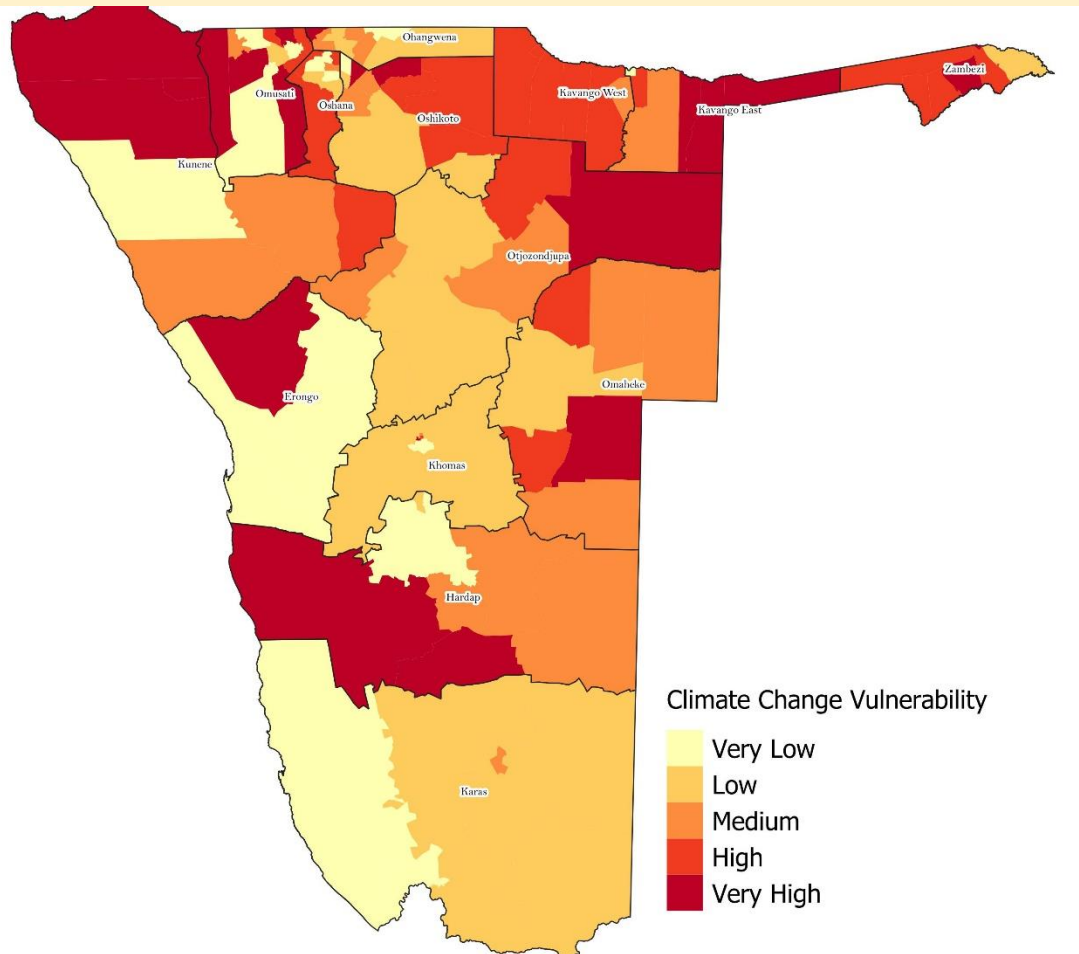 Ohangwena
Zambezi
Omusati
Oshana
Kavango West
Kavango East
Oshikoto
Kunene
Otjozondjupa
Omaheke
Erongo
Khomas
Hardap
Karas
Climate Change Vulnerability
Very Low
Low
Medium
High
Very High